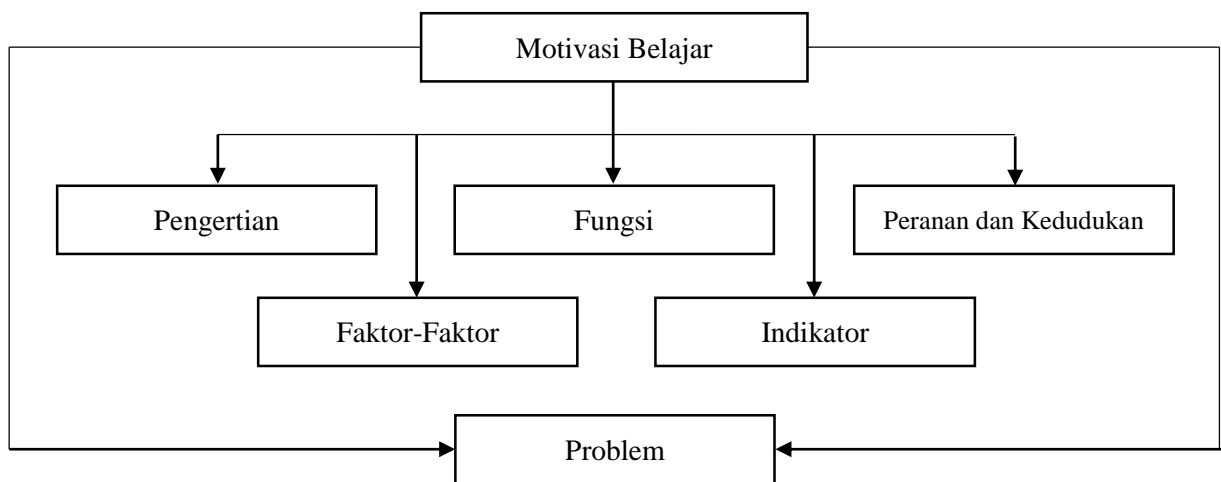 Motivasi Belajar
Pengertian
Fungsi
Peranan dan Kedudukan
Faktor-Faktor
Indikator
Problem